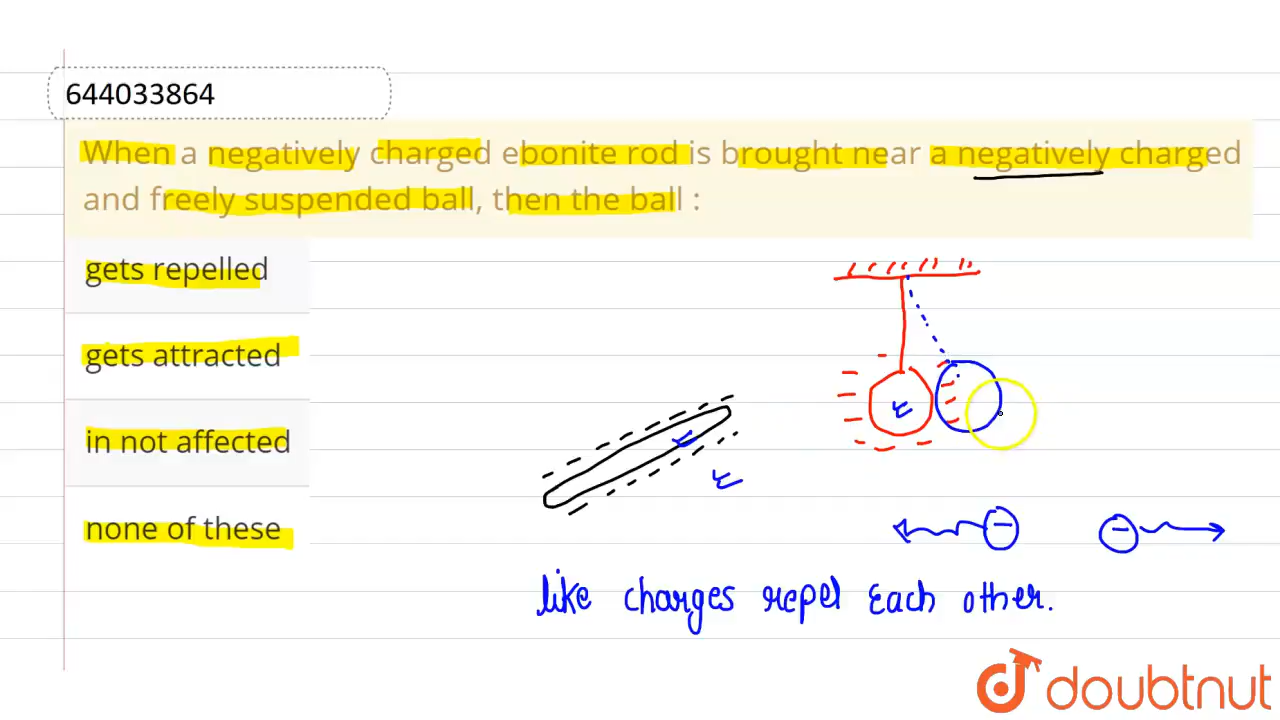 644033864
When a negatively charged ebonite rod is brought near a negatively charged
and freely suspended ball, then the ball :
gets repelled
gets attracted
in not affected
none of these
like charges repel Each other.
doubtnut